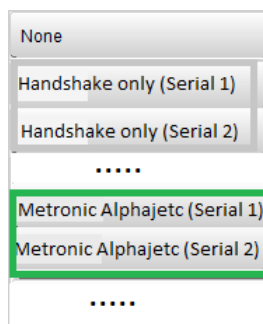 None
Handshake only (Serial 1)
Handshake only (Serial 2)
.....
Metronic Alphajetc (Serial 1)
Metronic Alphajetc (Serial 2)
.....